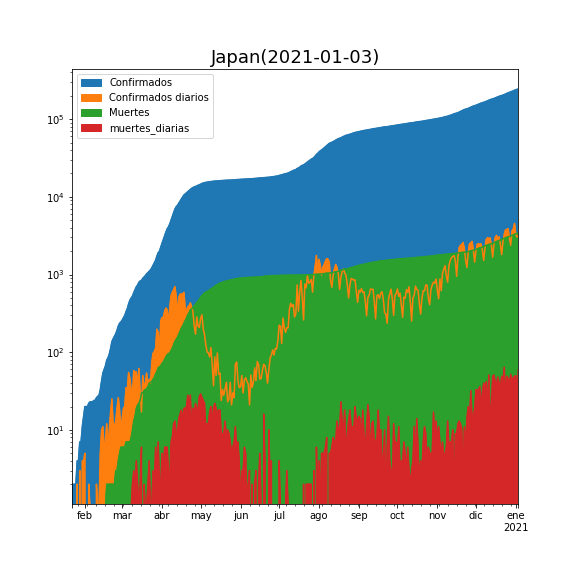 Japan(2021-01-03)
Confirmados
Confirmados diarios
Muertes
muertes_diarias
10⁵
10⁴
10³
10²
10¹
feb mar abr may jun jul ago sep oct nov dic ene
2021